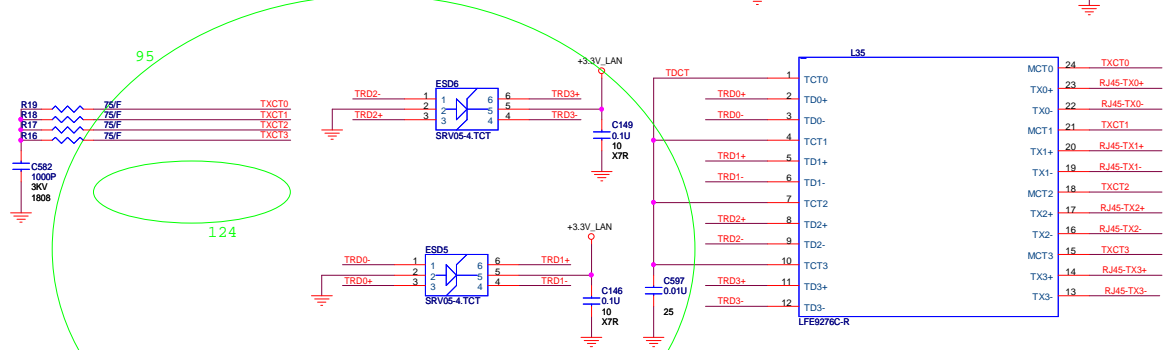 95
R19 75/F TXCT0
R18 75/F TXCT1
R17 75/F TXCT2
R16 75/F TXCT3
C582
1000P
3KV
1808
124
+3.3V_LAN
ESD6
TRD2- 1 6 TRD3+
2 5
TRD2+ 3 4 TRD3-
SRV05-4.TCT
C149
0.1U
10
X7R
+3.3V_LAN
ESD5
TRD0- 1 6 TRD1+
2 5
TRD0+ 3 4 TRD1-
SRV05-4.TCT
C146
0.1U
10
X7R
C597
0.01U
25
L35
TDCT 1 TCT0 MCT0 24 TXCT0
TRD0+ 2 TD0+ TX0+ 23 RJ45-TX0+
TRD0- 3 TD0- TX0- 22 RJ45-TX0-
4 TCT1 MCT1 21 TXCT1
TRD1+ 5 TD1+ TX1+ 20 RJ45-TX1+
TRD1- 6 TD1- TX1- 19 RJ45-TX1-
7 TCT2 MCT2 18 TXCT2
TRD2+ 8 TD2+ TX2+ 17 RJ45-TX2+
TRD2- 9 TD2- TX2- 16 RJ45-TX2-
10 TCT3 MCT3 15 TXCT3
TRD3+ 11 TD3+ TX3+ 14 RJ45-TX3+
TRD3- 12 TD3- TX3- 13 RJ45-TX3-
LFE9276C-R